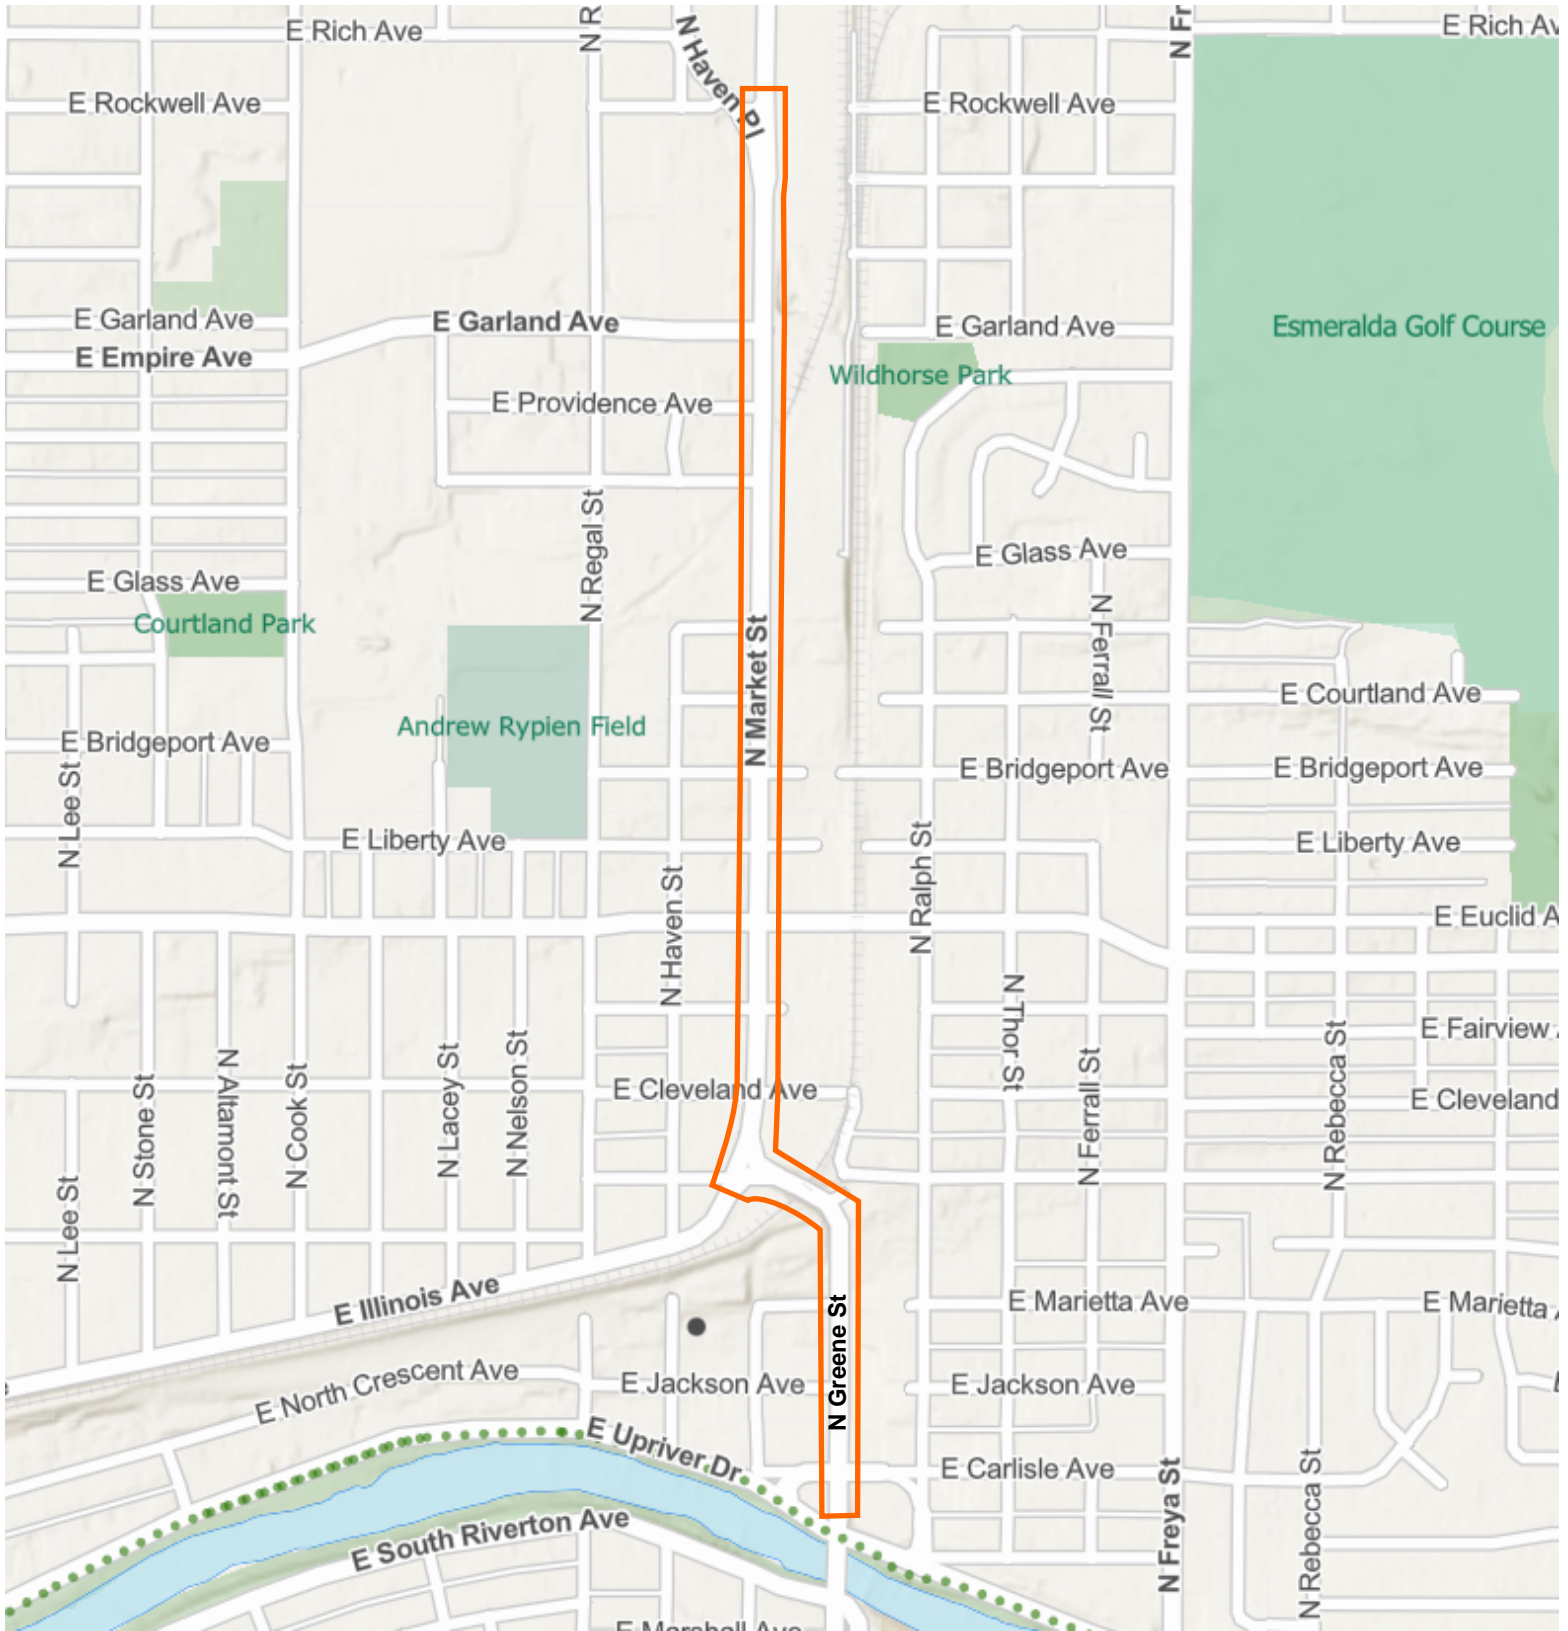 E Rich Ave
N R
N Haven Pl
N Fr
E Rich Av
E Rockwell Ave
E Rockwell Ave
E Garland Ave
E Garland Ave
E Garland Ave
Esmeralda Golf Course
E Empire Ave
Wildhorse Park
E Providence Ave
N Regal St
E Glass Ave
E Glass Ave
Courtland Park
N Ferrall St
N Market St
E Courtland Ave
Andrew Rypien Field
E Bridgeport Ave
E Bridgeport Ave
E Bridgeport Ave
N Lee St
E Liberty Ave
E Liberty Ave
N Ralph St
N Haven St
E Euclid A
N Thor St
E Fairview
N Altamont St
N Stone St
N Cook St
N Lacey St
N Nelson St
E Cleveland Ave
N Ferrall St
N Rebecca St
E Cleveland
N Lee St
E Illinois Ave
N Greene St
E Marietta Ave
E Marietta
E North Crescent Ave
E Jackson Ave
E Jackson Ave
E Upriver Dr
E Carlisle Ave
N Freya St
N Rebecca St
E South Riverton Ave
E Marshall Ave